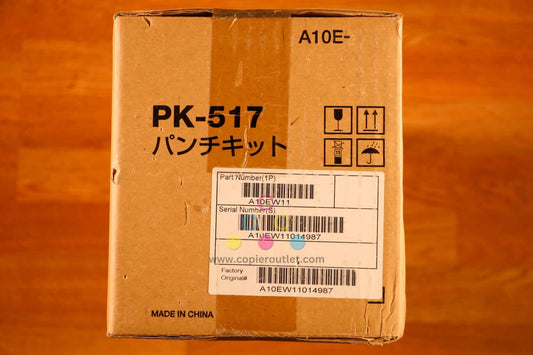 A10E-
PK-517
パンチキット
Part Number(1P)
A10EW11
Serial Number(S)
A10EW11014987
www.copieroutlet.com
Factory
Original#
A10EW11014987
MADE IN CHINA